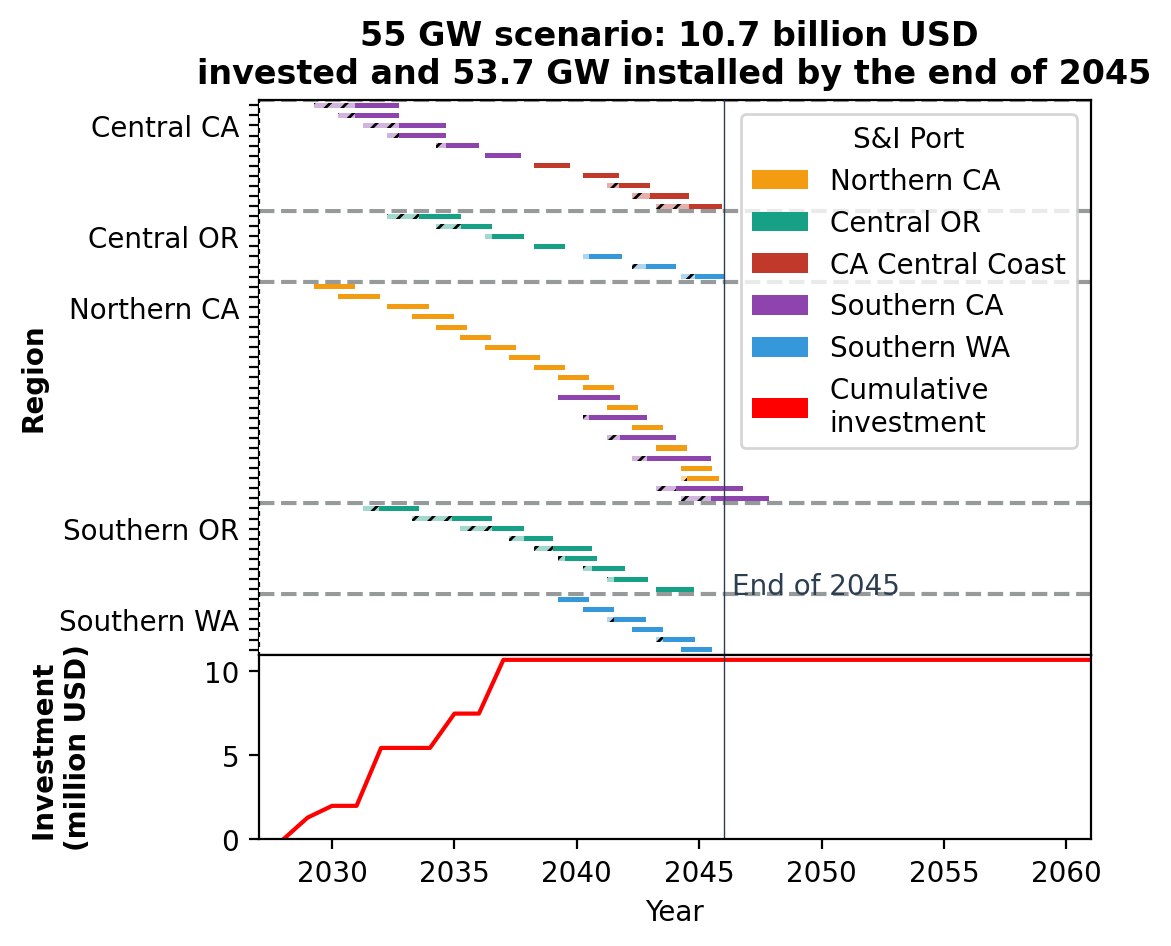 55 GW scenario: 10.7 billion USD
invested and 53.7 GW installed by the end of 2045
Region
Central CA
Central OR
Northern CA
Southern OR
Southern WA
S&I Port
Northern CA
Central OR
CA Central Coast
Southern CA
Southern WA
Cumulative
investment
End of 2045
Investment
(million USD)
10
5
0
2030 2035 2040 2045 2050 2055 2060
Year